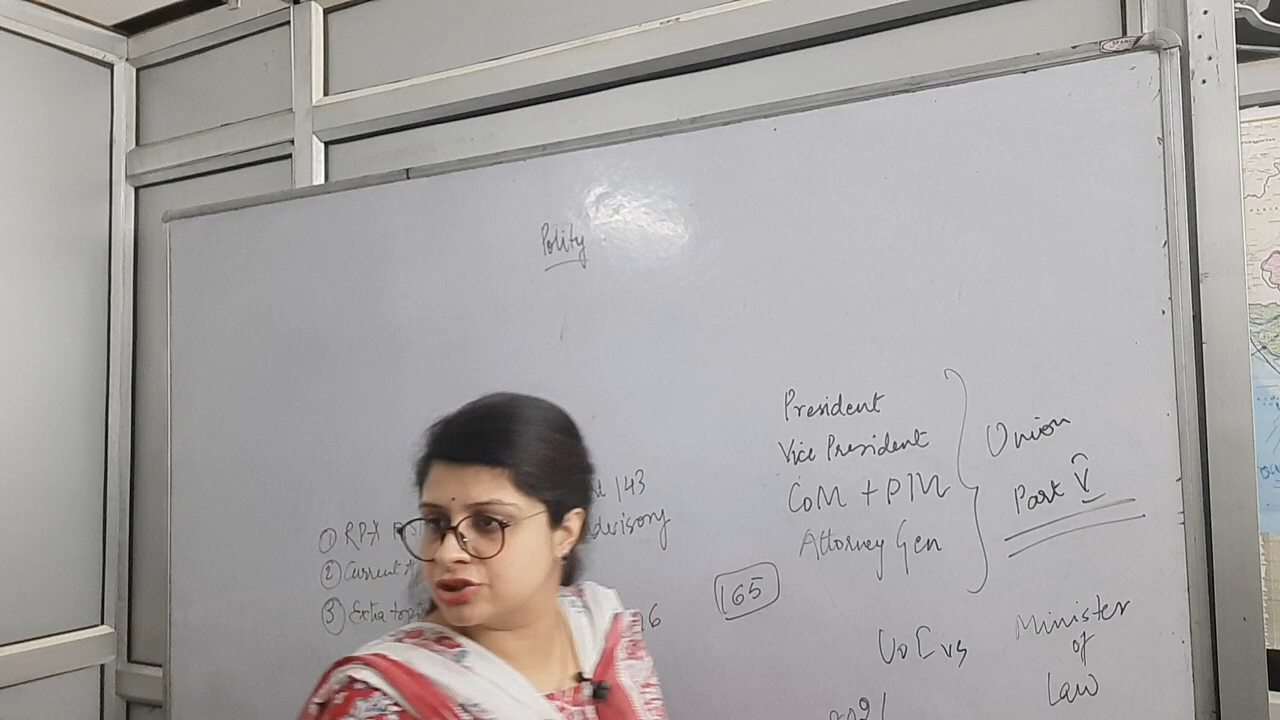 Polity
President
Vice President
CoM + PM
Attorney Gen
Union
Part V
143
① RPA
② Current
③ Extra topi
165
UoI vs
Minister
of
Law